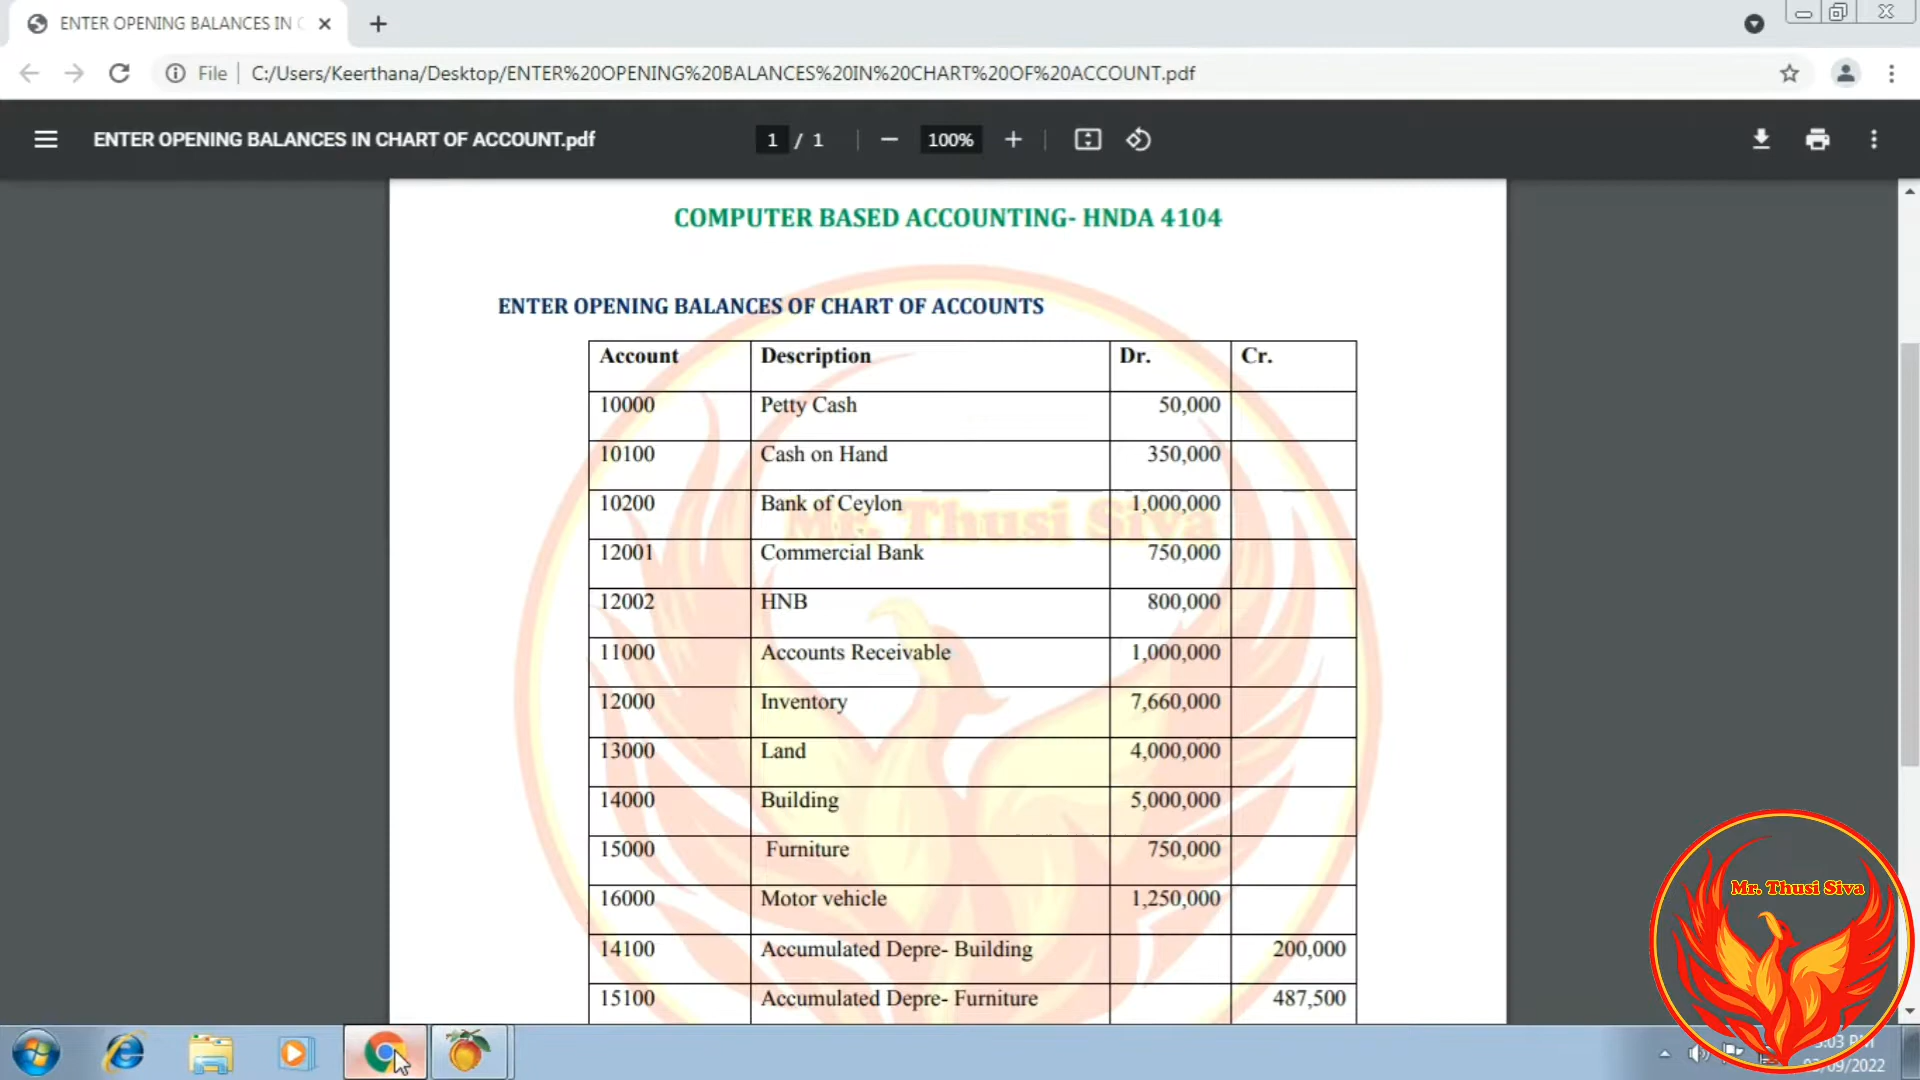 ENTER OPENING BALANCES IN
File C:/Users/Keerthana/Desktop/ENTER%20OPENING%20BALANCES%20IN%20CHART%20OF%20ACCOUNT.pdf
ENTER OPENING BALANCES IN CHART OF ACCOUNT.pdf 1 / 1 100%
COMPUTER BASED ACCOUNTING- HNDA 4104
ENTER OPENING BALANCES OF CHART OF ACCOUNTS
Account Description Dr. Cr.
10000 Petty Cash 50,000
10100 Cash on Hand 350,000
10200 Bank of Ceylon 1,000,000
Mr. Thusi Siva
12001 Commercial Bank 750,000
12002 HNB 800,000
11000 Accounts Receivable 1,000,000
12000 Inventory 7,660,000
13000 Land 4,000,000
14000 Building 5,000,000
15000 Furniture 750,000
16000 Motor vehicle 1,250,000
14100 Accumulated Depre- Building 200,000
15100 Accumulated Depre- Furniture 487,500
Mr. Thusi Siva